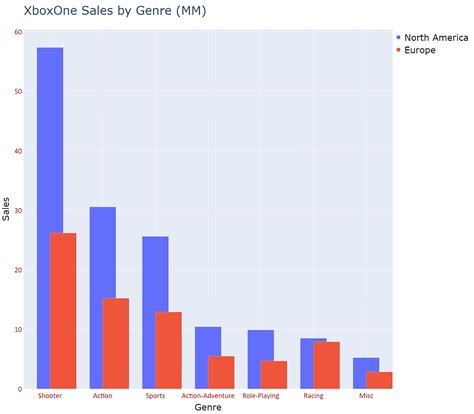 XboxOne Sales by Genre (MM)
North America
Europe
60
50
40
30
20
10
0
Sales
Shooter Action Sports Action-Adventure Role-Playing Racing Misc
Genre